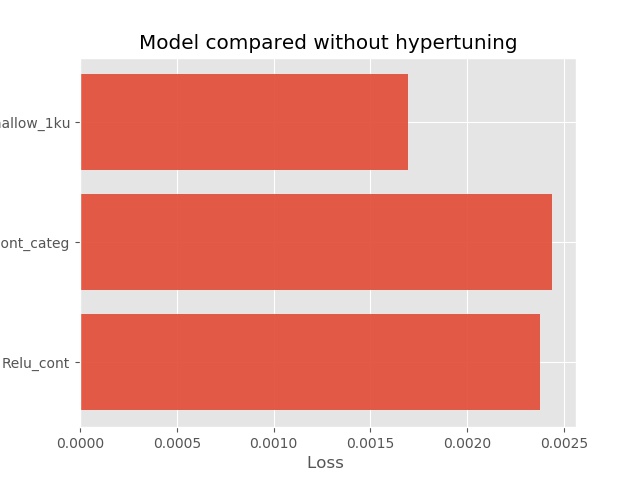 Model compared without hypertuning
allow_1ku
ont_categ
Relu_cont
0.0000 0.0005 0.0010 0.0015 0.0020 0.0025
Loss